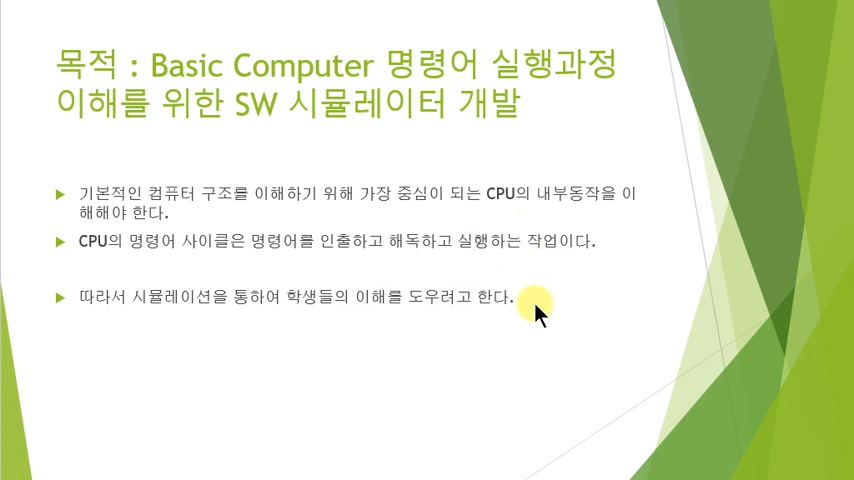 목적 : Basic Computer 명령어 실행과정
이해를 위한 SW 시뮬레이터 개발
기본적인 컴퓨터 구조를 이해하기 위해 가장 중심이 되는 CPU의 내부동작을 이
해해야 한다.
CPU의 명령어 사이클은 명령어를 인출하고 해독하고 실행하는 작업이다.
따라서 시뮬레이션을 통하여 학생들의 이해를 도우려고 한다.